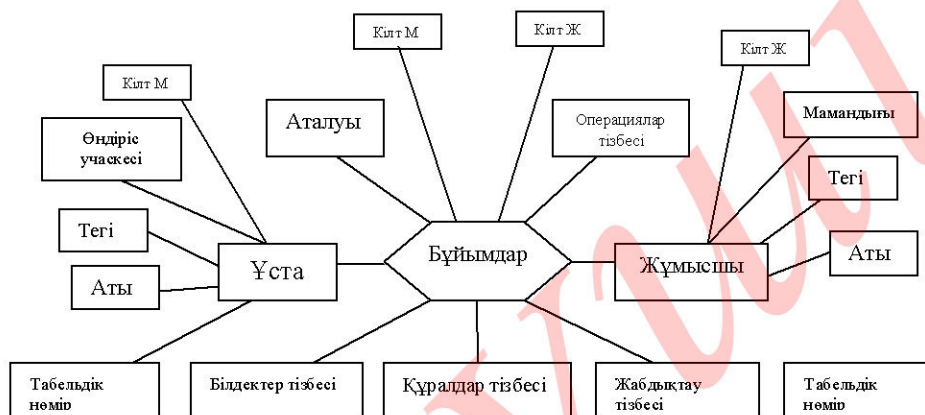 Кілт М
Кілт Ж
Кілт Ж
Кілт М
Аталуы
Операциялар
тізбесі
Мамандығы
Өндіріс
учаскесі
Тегі
Тегі
Ұста
Бұйымдар
Жұмысшы
Аты
Аты
Табельдік
нөмір
Білдектер тізбесі
Құралдар тізбесі
Жабдықтау
тізбесі
Табельдік
нөмір